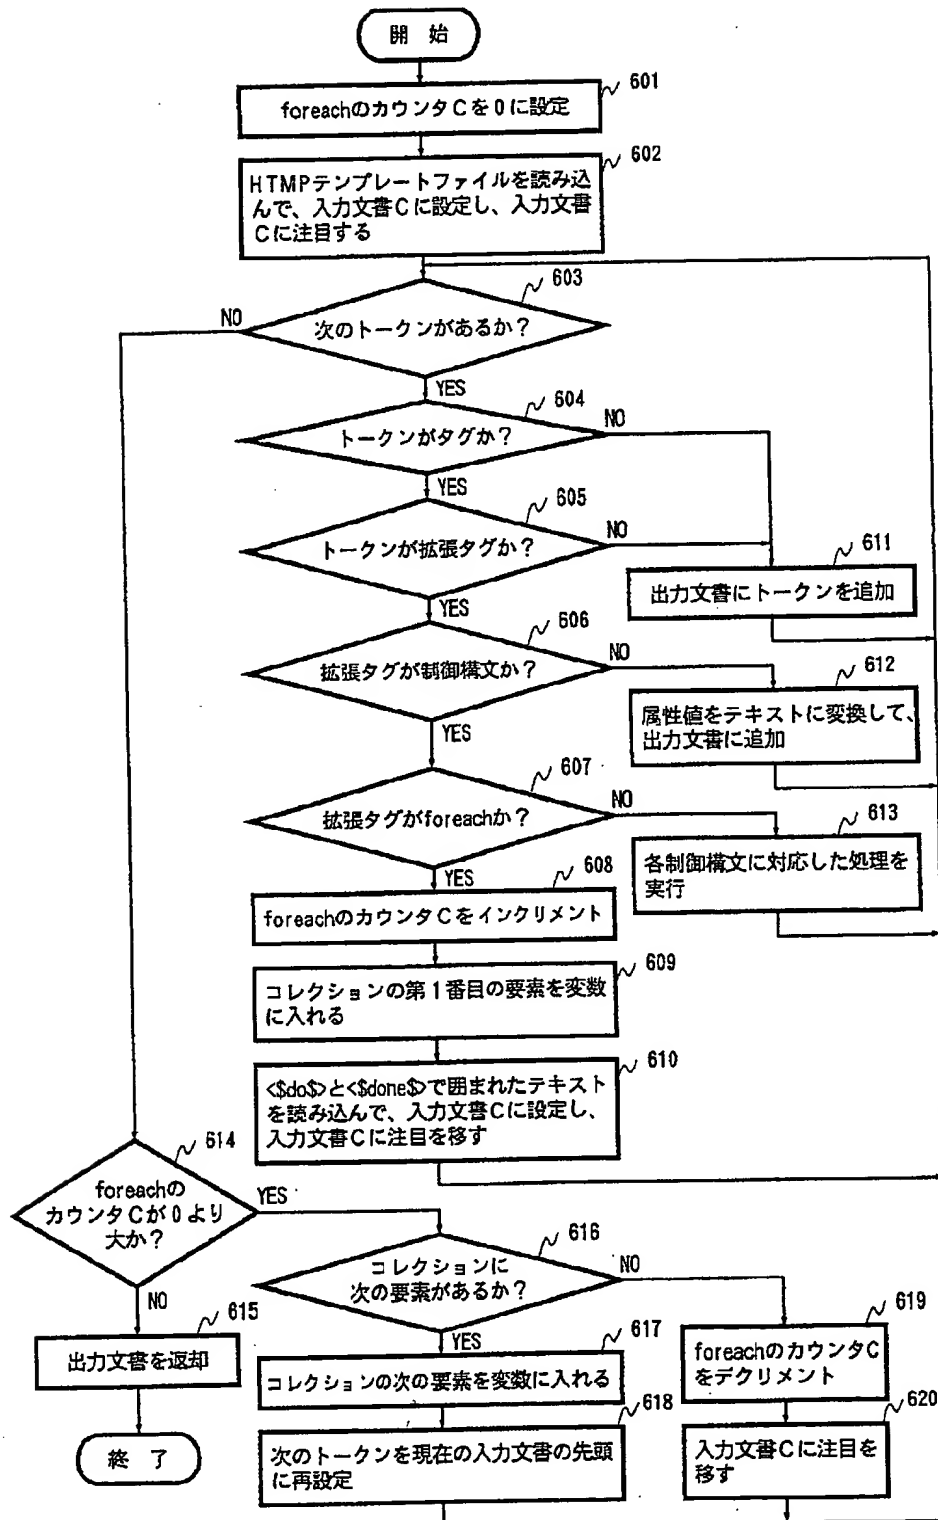 開 始
601
foreachのカウンタCを0に設定
602
HTMPテンプレートファイルを読み込
んで、入力文書Cに設定し、入力文書
Cに注目する
603
次のトークンがあるか?
NO
YES
604
トークンがタグか?
NO
YES
605
トークンが拡張タグか?
NO
YES
611
出力文書にトークンを追加
606
拡張タグが制御構文か?
NO
YES
612
属性値をテキストに変換して、
出力文書に追加
607
拡張タグがforeachか?
NO
YES
613
各制御構文に対応した処理を
実行
608
foreachのカウンタCをインクリメント
609
コレクションの第1番目の要素を変数
に入れる
610
<$do$>と<$done$>で囲まれたテキスト
を読み込んで、入力文書Cに設定し、
入力文書Cに注目を移す
614
foreachの
カウンタCが0より
大か?
YES
NO
615
出力文書を返却
終 了
616
コレクションに
次の要素があるか?
NO
YES
617
コレクションの次の要素を変数に入れる
618
次のトークンを現在の入力文書の先頭
に再設定
619
foreachのカウンタC
をデクリメント
620
入力文書Cに注目を
移す